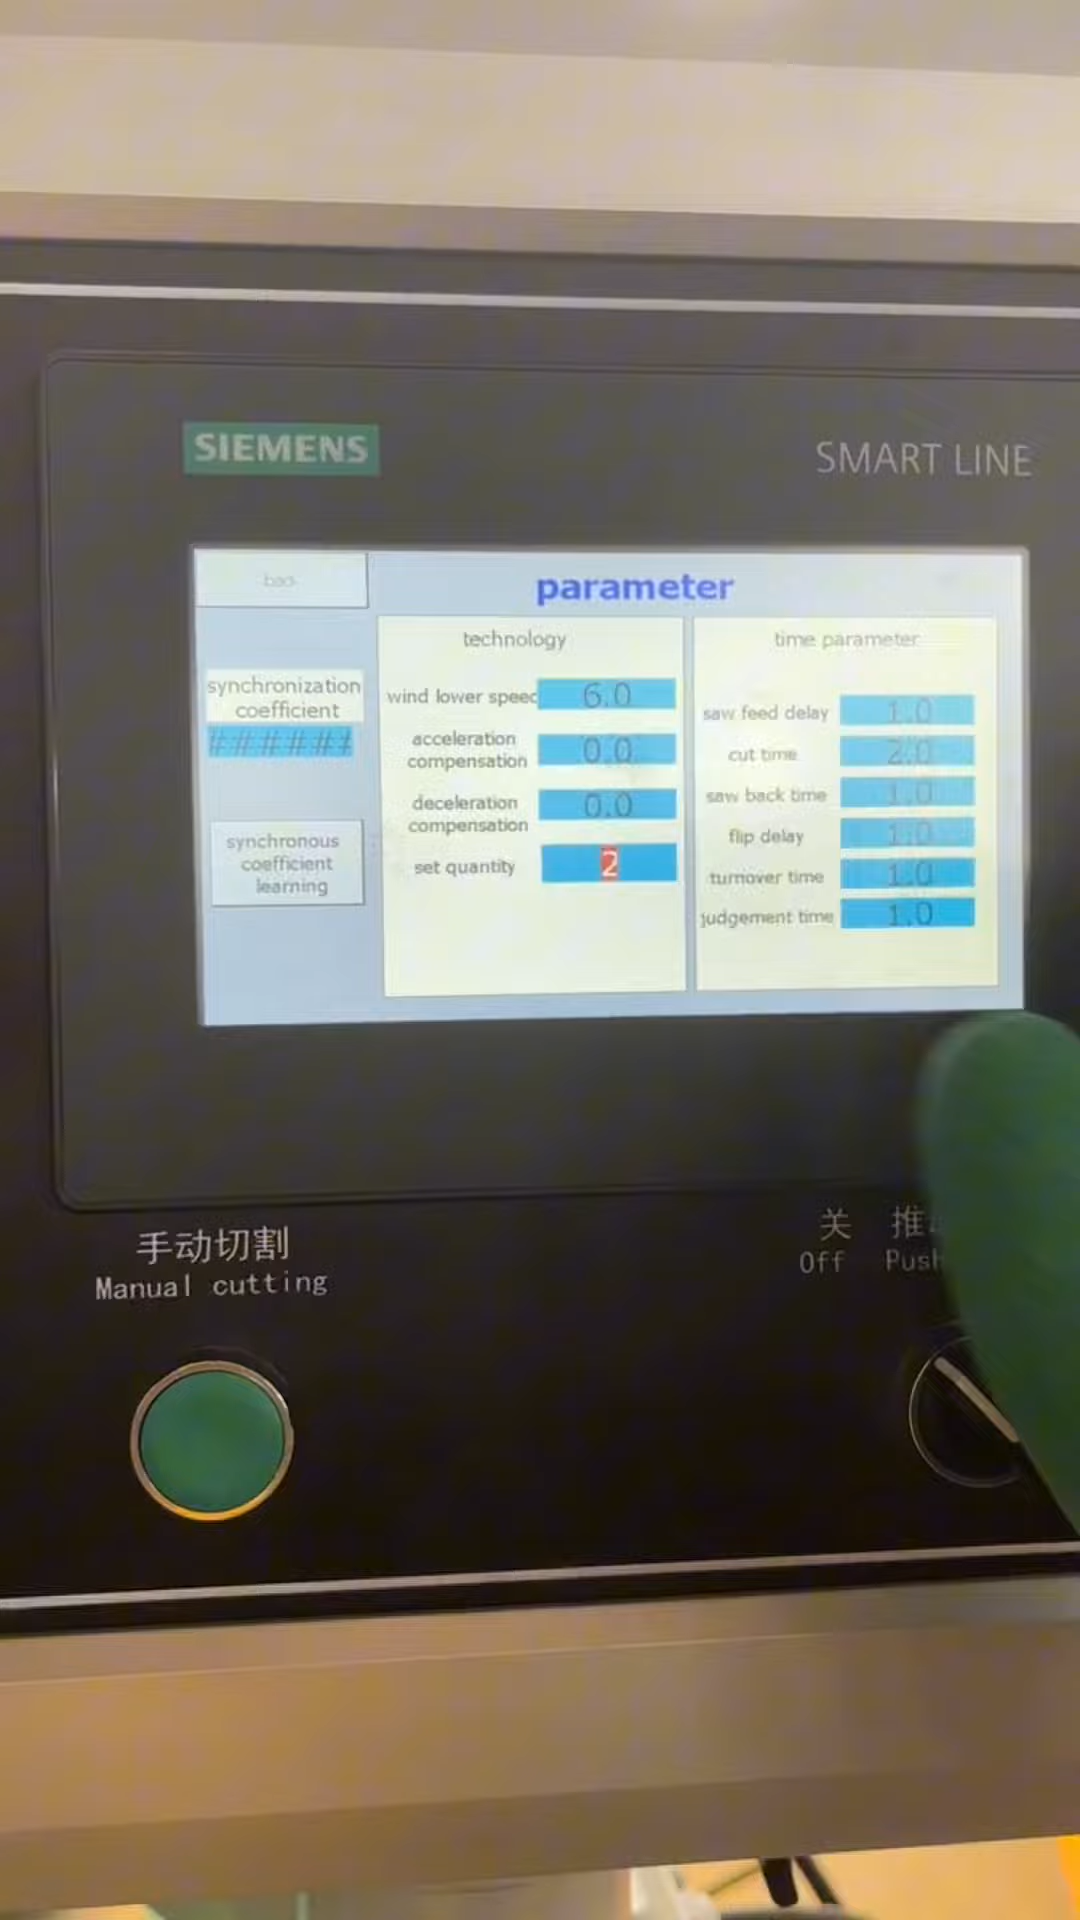 SIEMENS
SMART LINE
back
parameter
technology
time parameter
synchronization
coefficient
######
wind lower speed
6.0
acceleration
compensation
0.0
deceleration
compensation
0.0
set quantity
2
synchronous
coefficient
learning
saw feed delay
1.0
cut time
2.0
saw back time
1.0
flip delay
1.0
turnover time
1.0
judgement time
1.0
手动切割
Manual cutting
关 推
Off Push